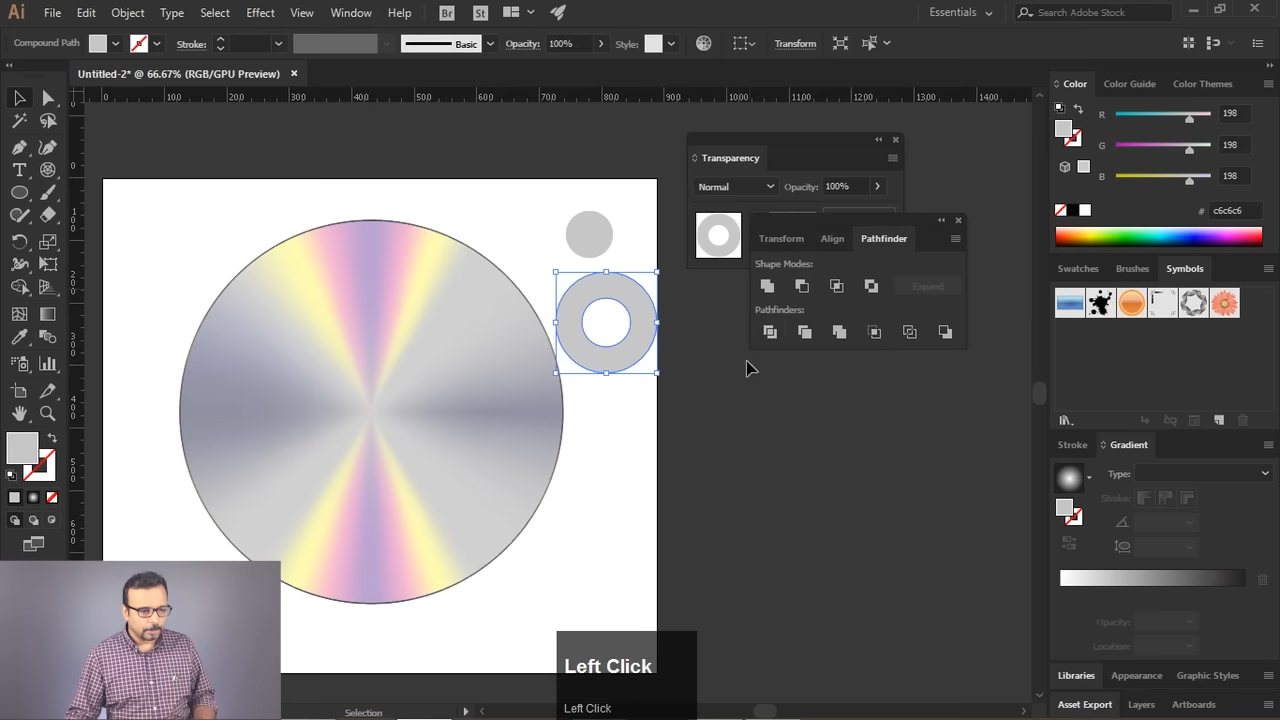 Ai File Edit Object Type Select Effect View Window Help Br St Essentials Search Adobe Stock
Compound Path Stroke: Basic Opacity: 100% Style: Transform
Untitled-2* @ 66.67% (RGB/GPU Preview)
Color Color Guide Color Themes
R 198
G 198
B 198
# c6c6c6
Transparency
Normal Opacity: 100%
Transform Align Pathfinder
Shape Modes:
Expand
Pathfinders:
Swatches Brushes Symbols
Stroke Gradient
Type:
Stroke:
Opacity:
Location:
Libraries Appearance Graphic Styles
Asset Export Layers Artboards
Left Click
Left Click
Selection